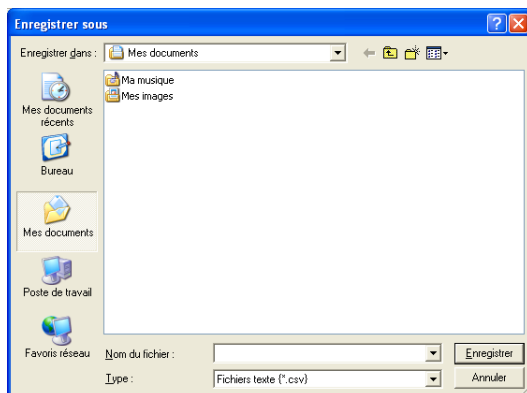 Enregistrer sous
Enregistrer dans :
Mes documents
Ma musique
Mes images
Mes documents
récents
Bureau
Mes documents
Poste de travail
Favoris réseau
Nom du fichier :
Enregistrer
Type :
Fichiers texte (*.csv)
Annuler